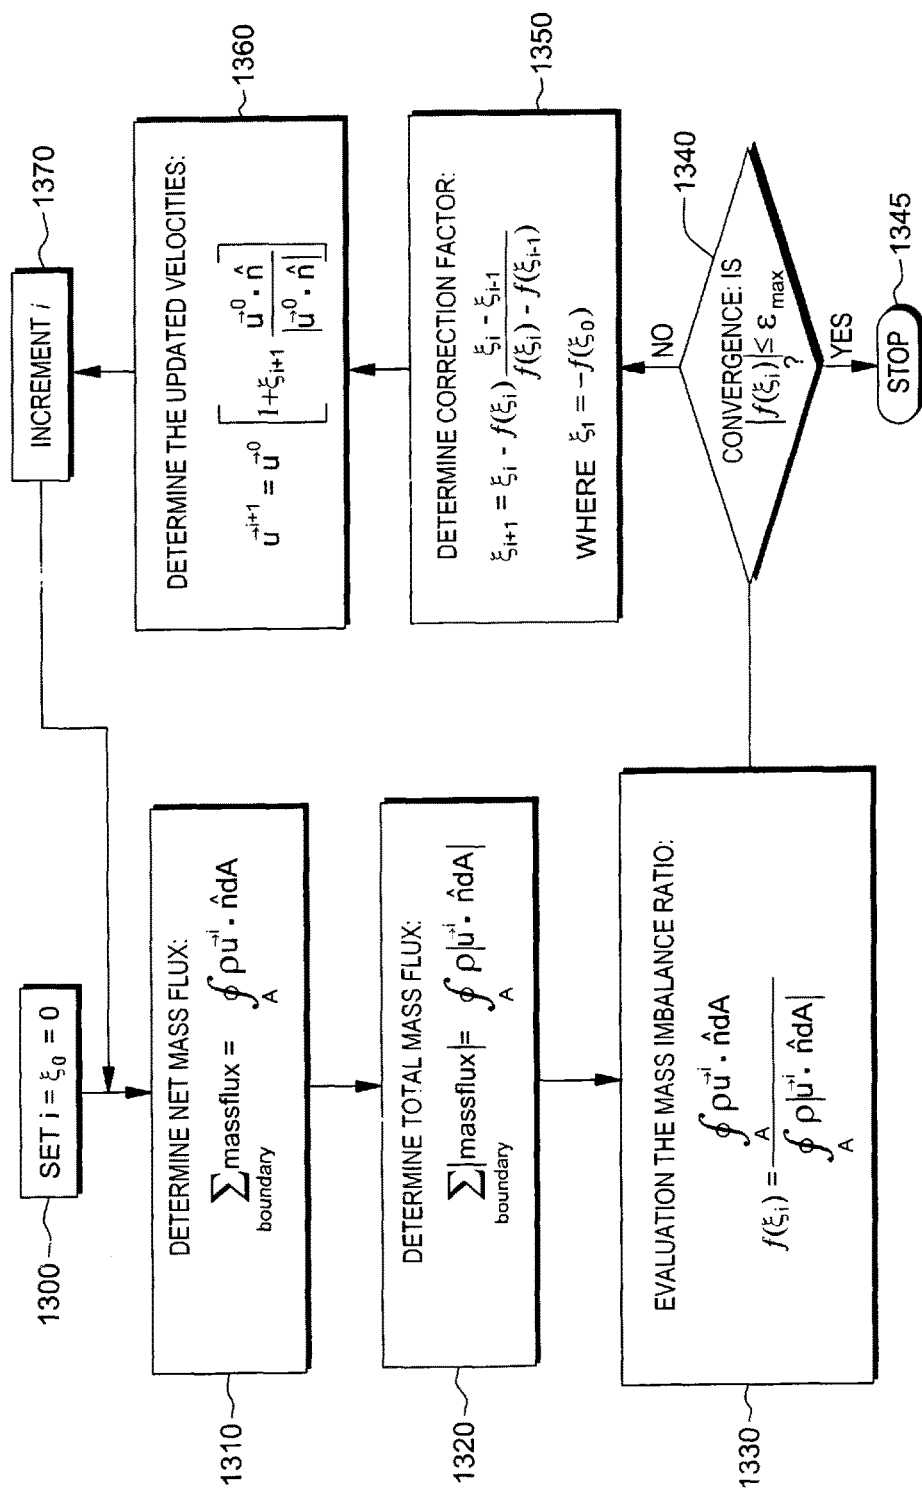 1300
SET i = ξ₀ = 0
1310
DETERMINE NET MASS FLUX:
∑ massflux = ∮ ρu⃗ⁱ · n̂dA
boundary A
1320
DETERMINE TOTAL MASS FLUX:
∑|massflux| = ∮ ρ|u⃗ⁱ · n̂dA|
boundary A
1330
EVALUATION THE MASS IMBALANCE RATIO:
∮ ρu⃗ⁱ · n̂dA
A
f(ξᵢ) =
∮ ρ|u⃗ⁱ · n̂dA|
A
1340
CONVERGENCE: IS
|f(ξᵢ)| ≤ ε max
?
YES
STOP
1345
NO
1350
DETERMINE CORRECTION FACTOR:
ξᵢ₊₁ = ξᵢ - f(ξᵢ) (ξᵢ - ξᵢ₋₁) / (f(ξᵢ) - f(ξᵢ₋₁))
WHERE ξ₁ = -f(ξ₀)
1360
DETERMINE THE UPDATED VELOCITIES:
u⃗ⁱ⁺¹ = u⃗⁰ [1+ξᵢ₊₁ (u⃗⁰ · n̂) / |u⃗⁰ · n̂|]
1370
INCREMENT i